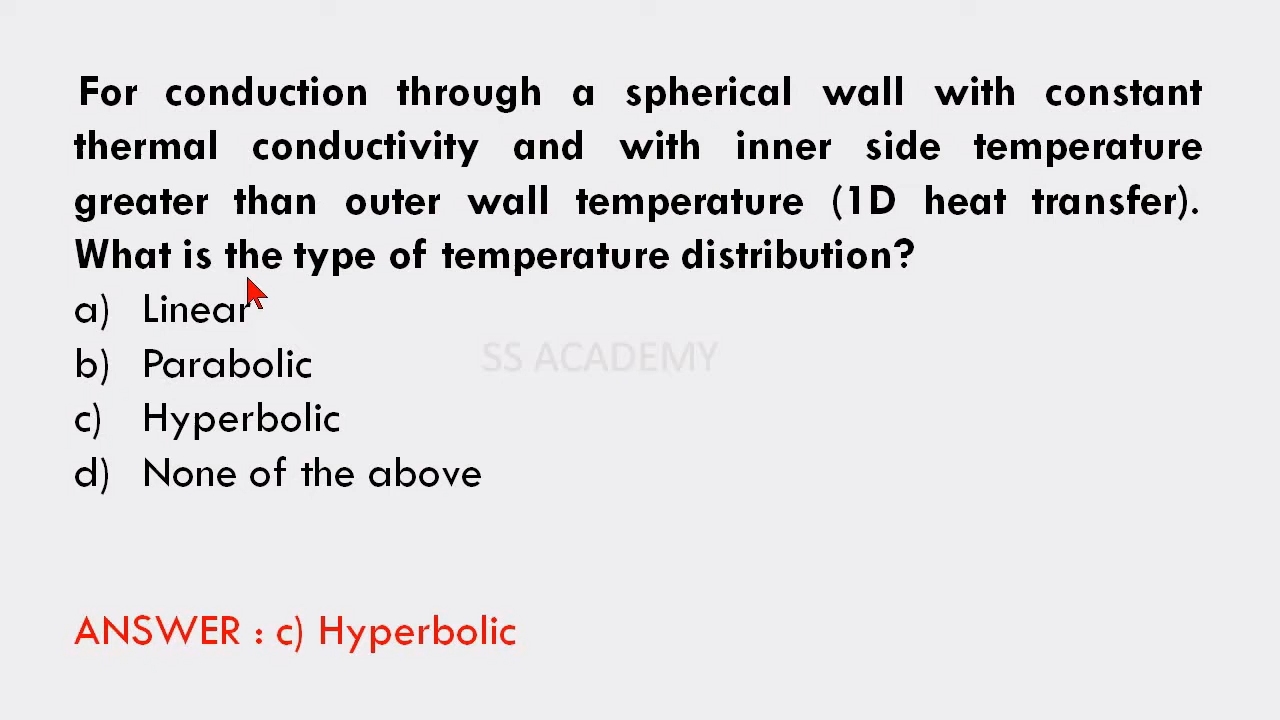 For conduction through a spherical wall with constant
thermal conductivity and with inner side temperature
greater than outer wall temperature (1D heat transfer).
What is the type of temperature distribution?
a) Linear
b) Parabolic
SS ACADEMY
c) Hyperbolic
d) None of the above
ANSWER : c) Hyperbolic